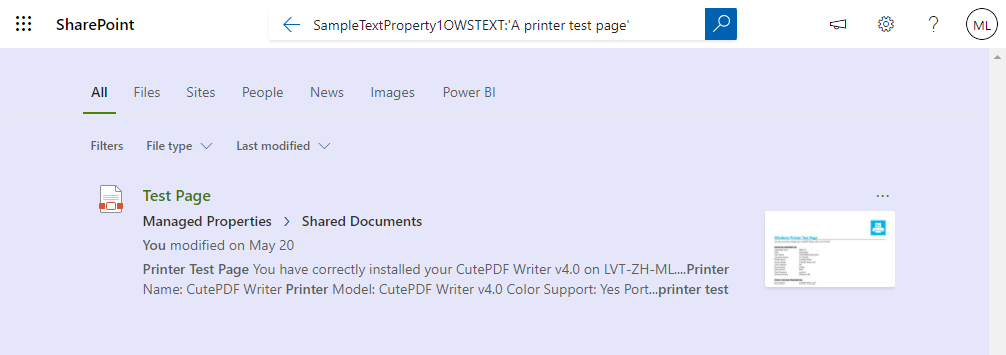 SharePoint
SampleTextProperty1OWSTEXT:'A printer test page'
ML
All Files Sites People News Images Power BI
Filters File type Last modified
Test Page
Managed Properties > Shared Documents
You modified on May 20
Printer Test Page You have correctly installed your CutePDF Writer v4.0 on LVT-ZH-ML....Printer
Name: CutePDF Writer Printer Model: CutePDF Writer v4.0 Color Support: Yes Port...printer test
Windows Printer Test Page